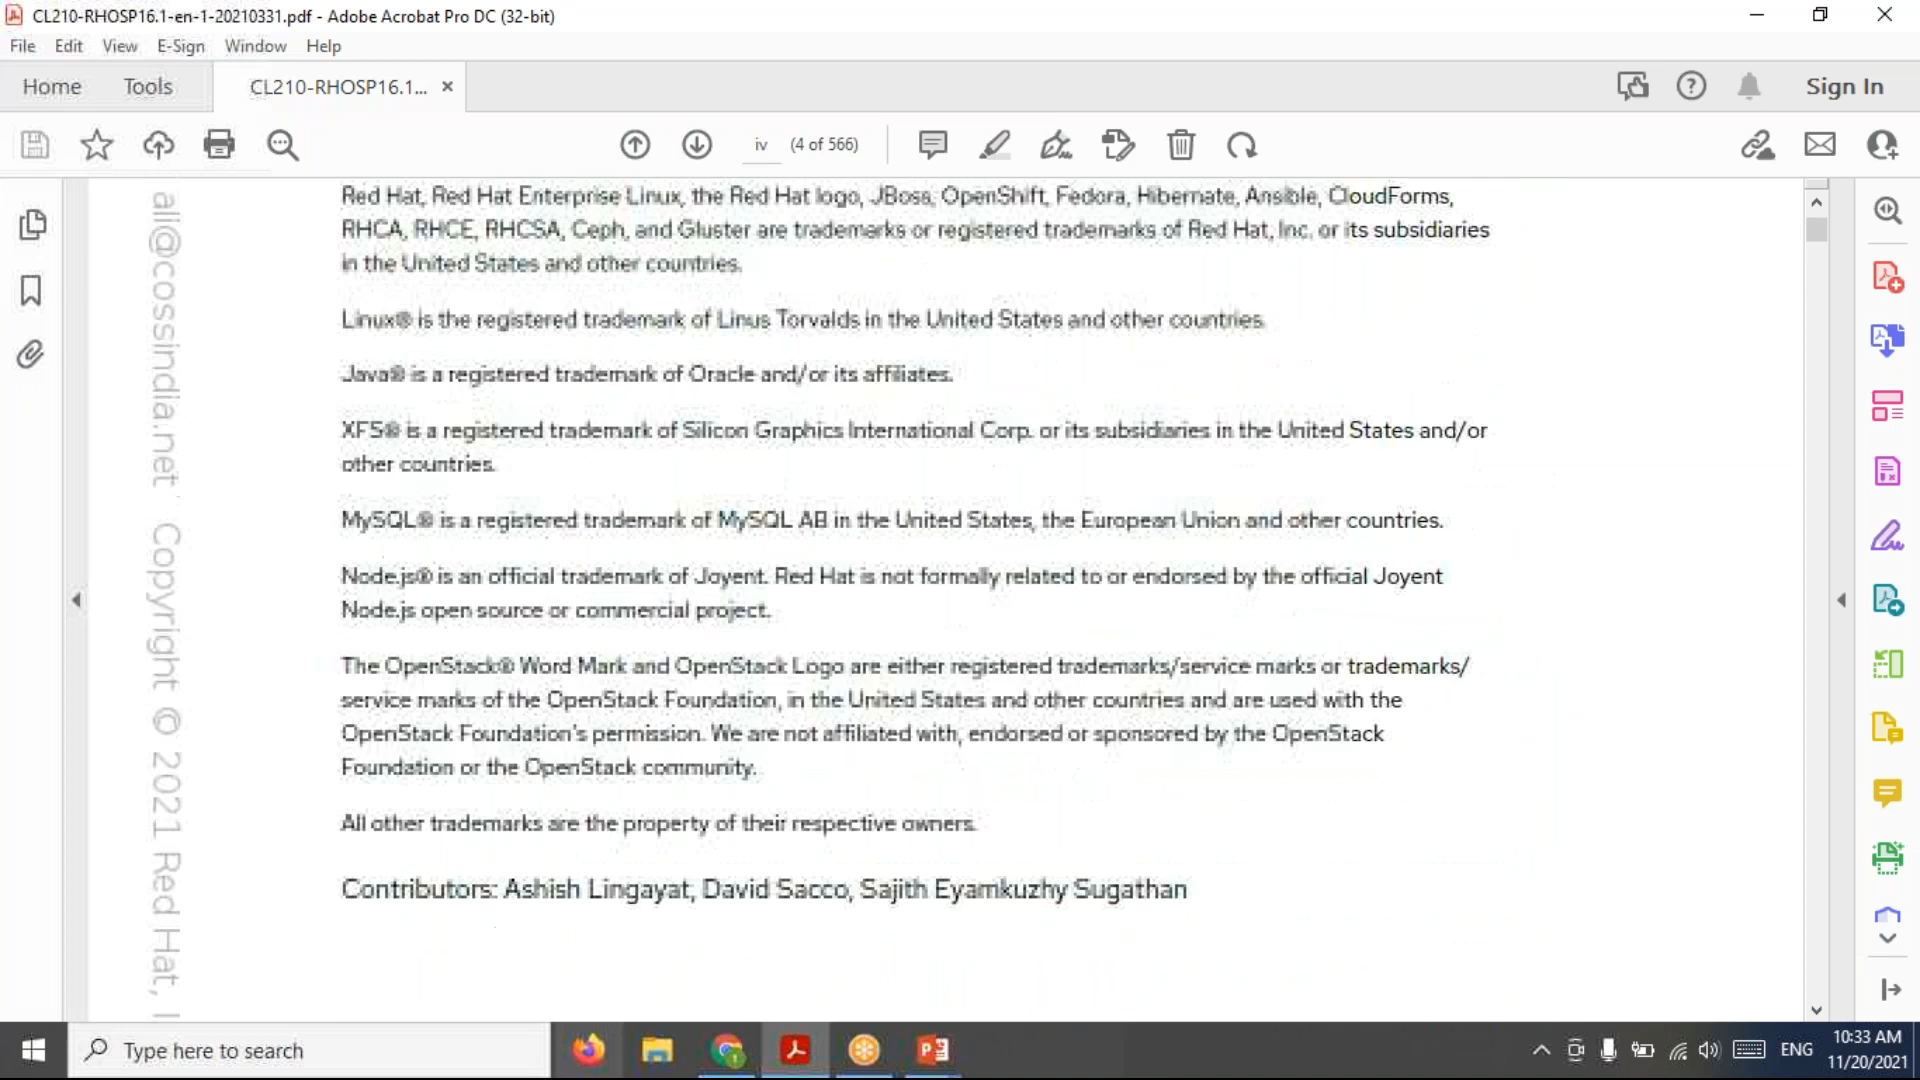 CL210-RHOSP16.1-en-1-20210331.pdf - Adobe Acrobat Pro DC (32-bit)
File Edit View E-Sign Window Help
Home Tools CL210-RHOSP16.1... × Sign In
iv (4 of 566)
Red Hat, Red Hat Enterprise Linux, the Red Hat logo, JBoss, OpenShift, Fedora, Hibernate, Ansible, CloudForms,
RHCA, RHCE, RHCSA, Ceph, and Gluster are trademarks or registered trademarks of Red Hat, Inc. or its subsidiaries
in the United States and other countries.
Linux® is the registered trademark of Linus Torvalds in the United States and other countries.
Java® is a registered trademark of Oracle and/or its affiliates.
XFS® is a registered trademark of Silicon Graphics International Corp. or its subsidiaries in the United States and/or
other countries.
MySQL® is a registered trademark of MySQL AB in the United States, the European Union and other countries.
Node.js® is an official trademark of Joyent. Red Hat is not formally related to or endorsed by the official Joyent
Node.js open source or commercial project.
The OpenStack® Word Mark and OpenStack Logo are either registered trademarks/service marks or trademarks/
service marks of the OpenStack Foundation, in the United States and other countries and are used with the
OpenStack Foundation's permission. We are not affiliated with, endorsed or sponsored by the OpenStack
Foundation or the OpenStack community.
All other trademarks are the property of their respective owners.
Contributors: Ashish Lingayat, David Sacco, Sajith Eyamkuzhy Sugathan
ali@cossindia.net Copyright © 2021 Red Hat,
Type here to search
ENG
10:33 AM
11/20/2021